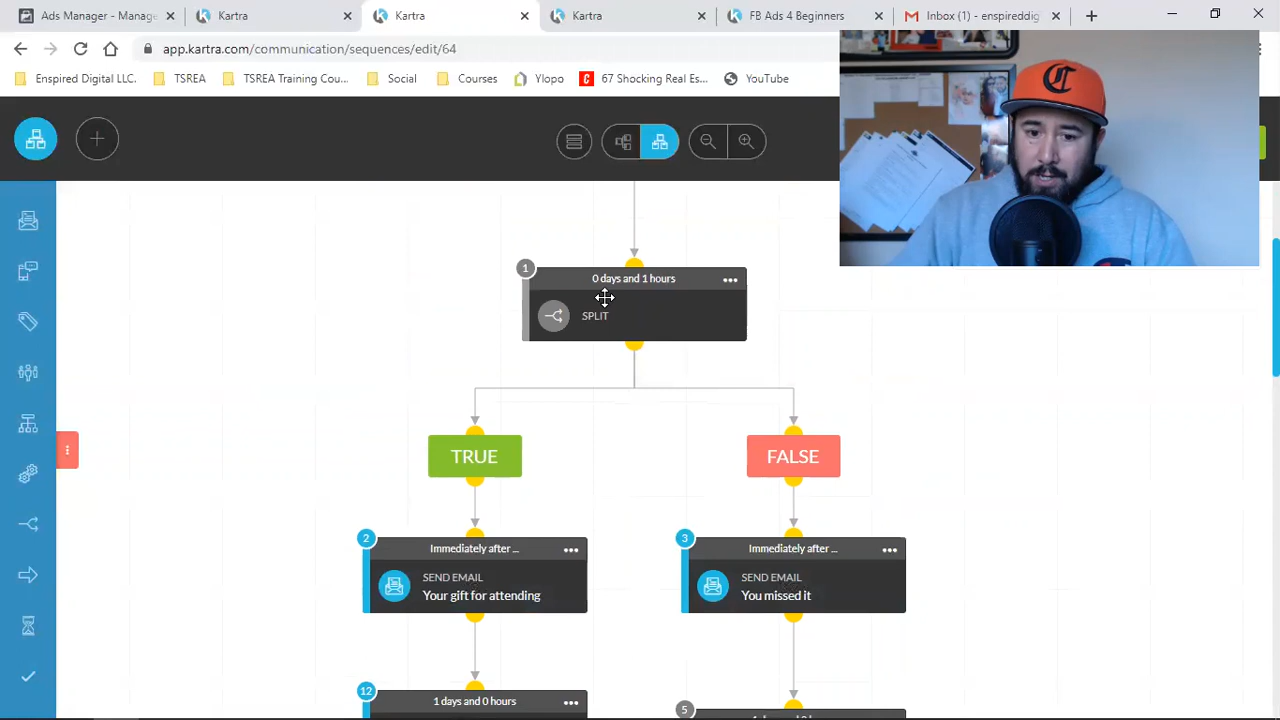 Ads Manager - Manag
Kartra
Kartra
Kartra
FB Ads 4 Beginners
Inbox (1) - enspireddig
app.kartra.com/communication/sequences/edit/64
Enspired Digital LLC.
TSREA
Video Training Cou...
Social
Courses
Ylopo
67 Shocking Real Es...
YouTube
1
0 days and 1 hours
SPLIT
TRUE
FALSE
2
Immediately after ...
SEND EMAIL
Your gift for attending
3
Immediately after ...
SEND EMAIL
You missed it
12
1 days and 0 hours
5